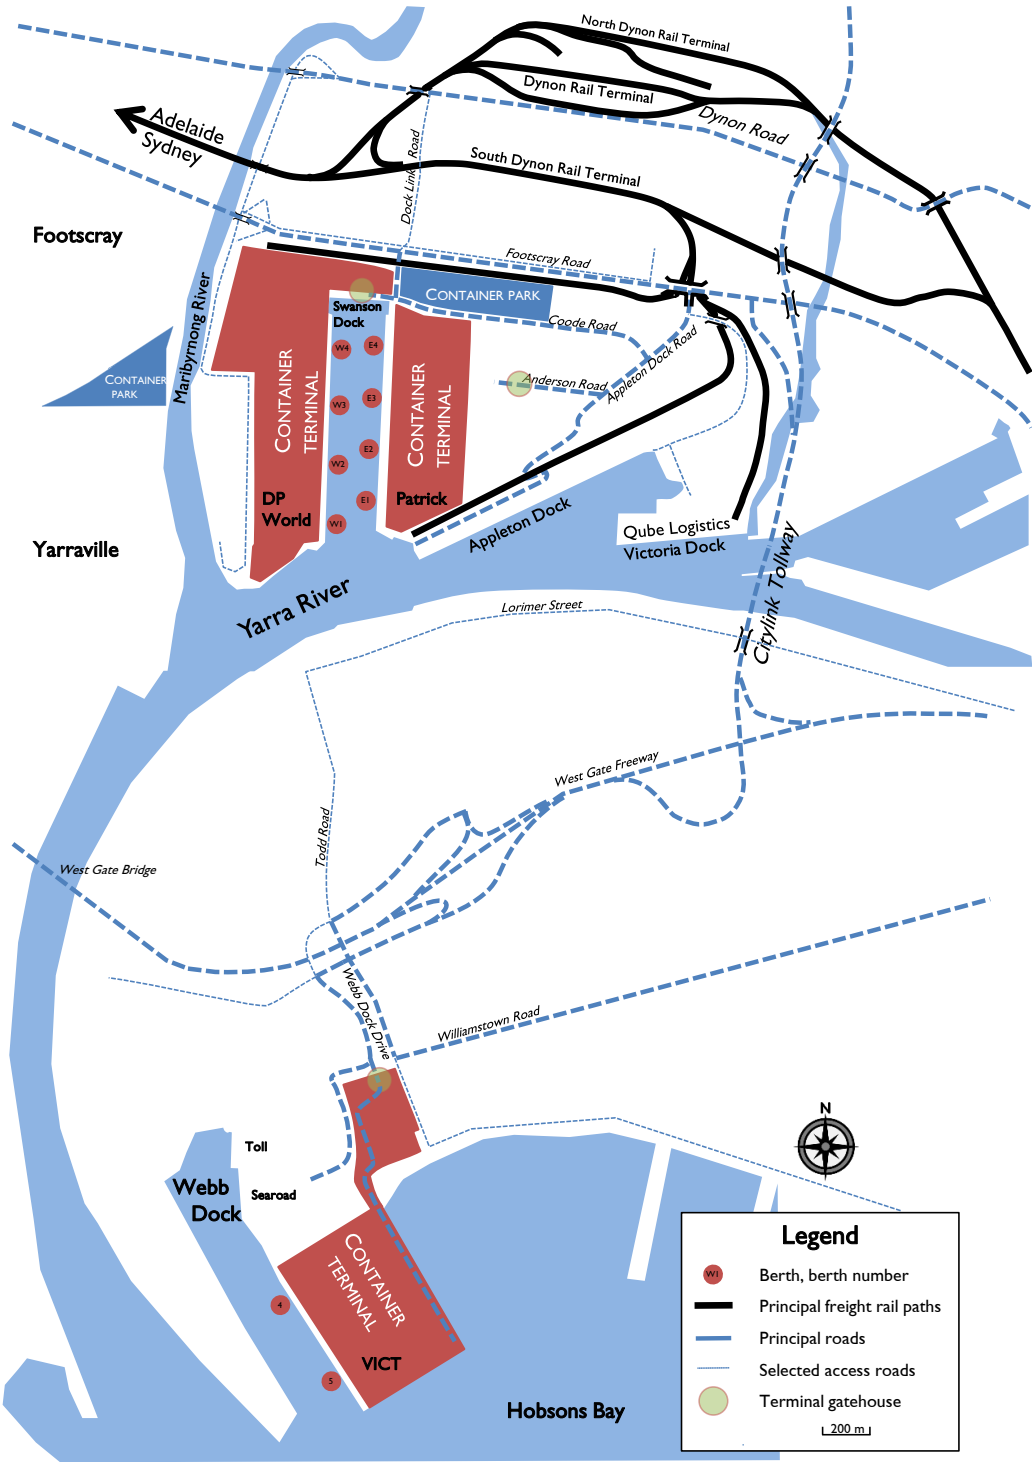 North Dynon Rail Terminal
Dynon Rail Terminal
Dynon Road
Adelaide
Sydney
Dock Link Road
South Dynon Rail Terminal
Footscray
Footscray Road
Maribyrnong River
CONTAINER PARK
Swanson
Dock
Coode Road
W4
E4
CONTAINER
PARK
Anderson Road
Appleton Dock Road
CONTAINER
TERMINAL
CONTAINER
TERMINAL
W3
E3
E2
W2
DP
World
E1
Patrick
W1
Appleton Dock
Qube Logistics
Victoria Dock
Yarraville
Yarra River
Lorimer Street
Citylink Tollway
West Gate Freeway
Todd Road
West Gate Bridge
Webb Dock Drive
Williamstown Road
N
Toll
Webb
Dock
Searoad
CONTAINER
TERMINAL
4
VICT
5
Hobsons Bay
Legend
W1
Berth, berth number
Principal freight rail paths
Principal roads
Selected access roads
Terminal gatehouse
200 m